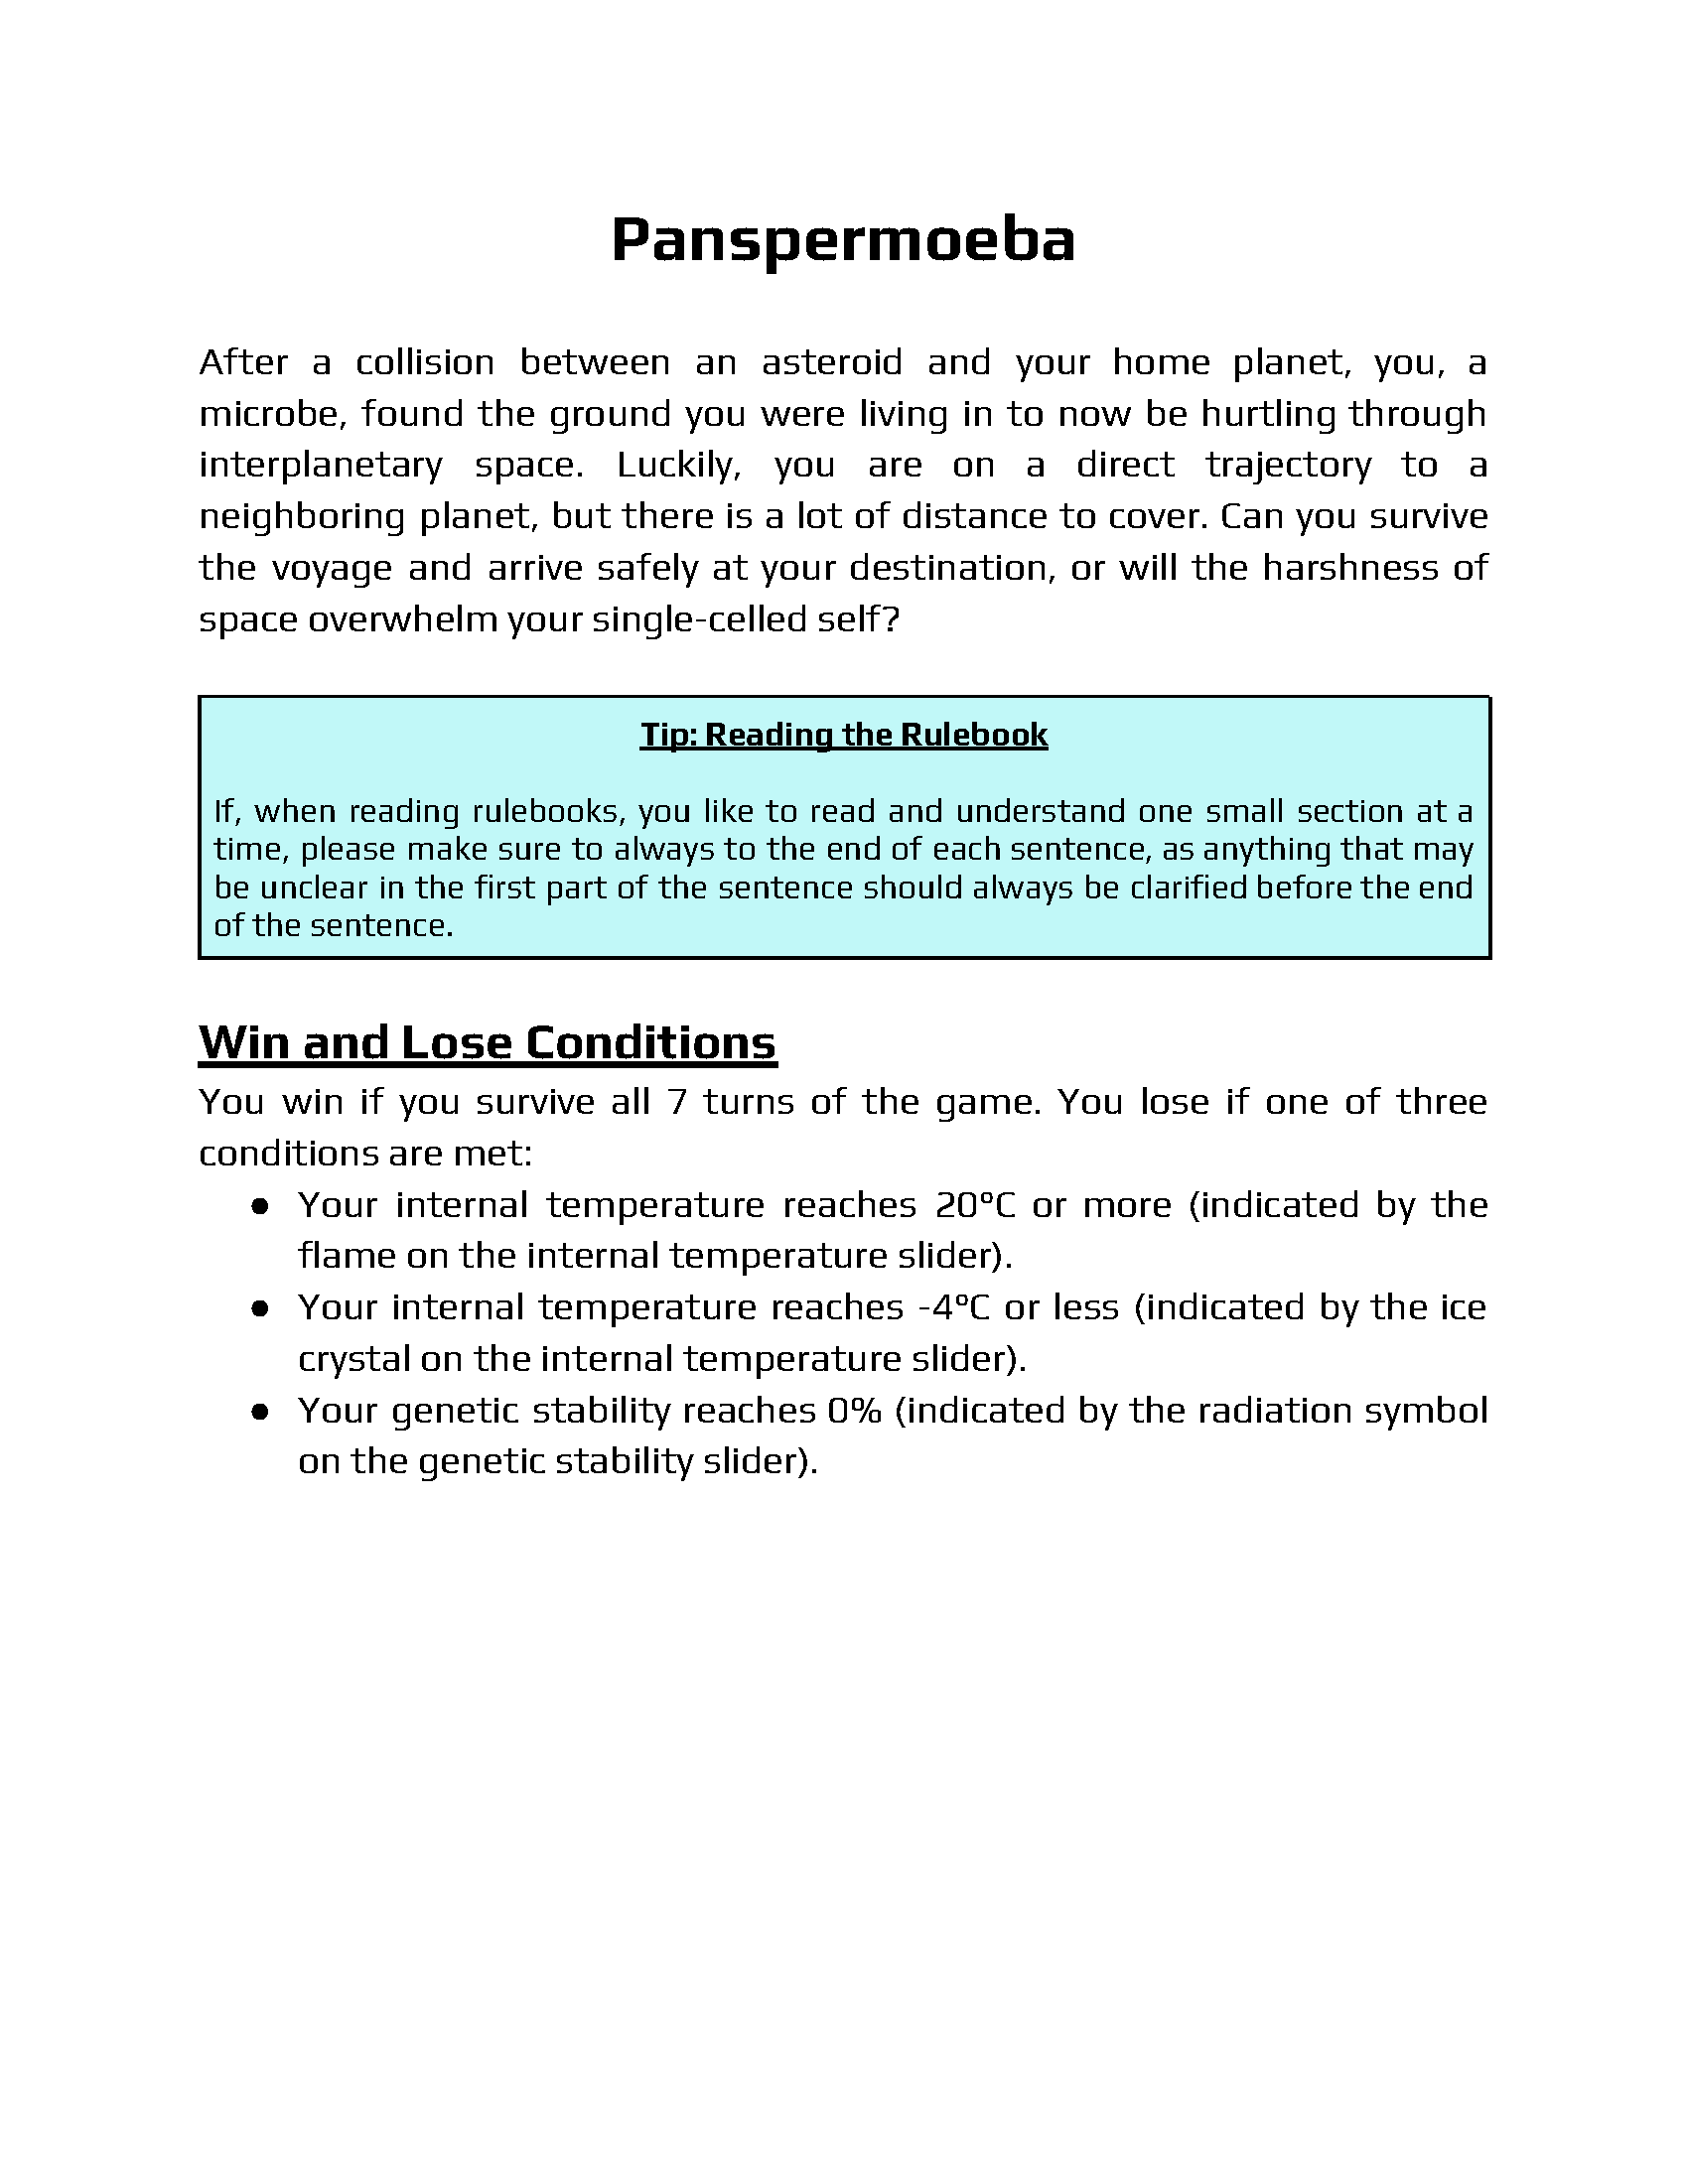 Panspermoeba
After a collision between an asteroid and your home planet, you, a
microbe, found the ground you were living in to now be hurtling through
interplanetary space. Luckily, you are on a direct trajectory to a
neighboring planet, but there is a lot of distance to cover. Can you survive
the voyage and arrive safely at your destination, or will the harshness of
space overwhelm your single-celled self?
Tip: Reading the Rulebook
If, when reading rulebooks, you like to read and understand one small section at a
time, please make sure to always to the end of each sentence, as anything that may
be unclear in the first part of the sentence should always be clarified before the end
of the sentence.
Win and Lose Conditions
You win if you survive all 7 turns of the game. You lose if one of three
conditions are met:
● Your internal temperature reaches 20°C or more (indicated by the
flame on the internal temperature slider).
● Your internal temperature reaches -4°C or less (indicated by the ice
crystal on the internal temperature slider).
● Your genetic stability reaches 0% (indicated by the radiation symbol
on the genetic stability slider).